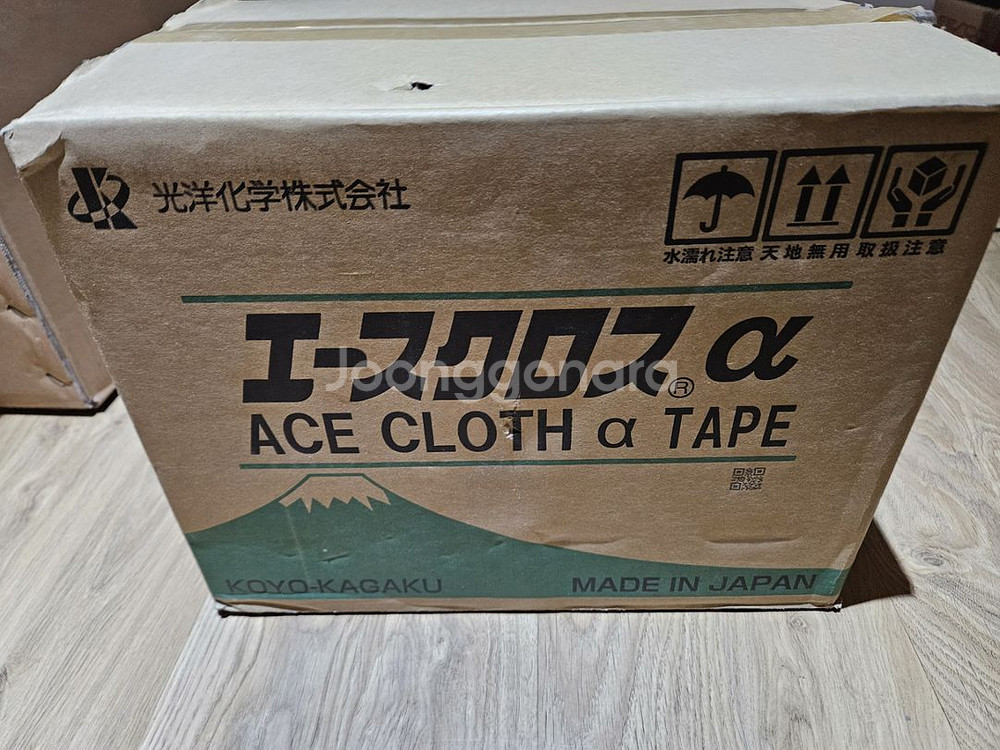 光洋化学株式会社
水濡れ注意 天地無用 取扱注意
エースクロス®α
Joonggonara
ACE CLOTH α TAPE
KOYO-KAGAKU
MADE IN JAPAN